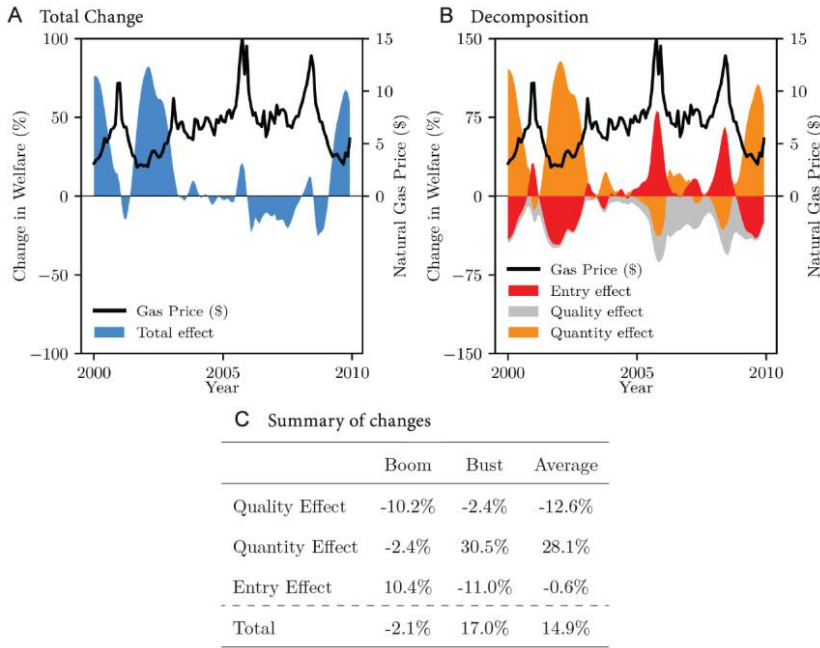 A Total Change
100
50
0
−50
−100
Change in Welfare (%)
15
10
5
0
Natural Gas Price ($)
Gas Price ($)
Total effect
2000 2005 2010
Year
B Decomposition
150
75
0
−75
−150
Change in Welfare (%)
15
10
5
0
Natural Gas Price ($)
Gas Price ($)
Entry effect
Quality effect
Quantity effect
2000 2005 2010
Year
C Summary of changes
Boom Bust Average
Quality Effect -10.2% -2.4% -12.6%
Quantity Effect -2.4% 30.5% 28.1%
Entry Effect 10.4% -11.0% -0.6%
Total -2.1% 17.0% 14.9%